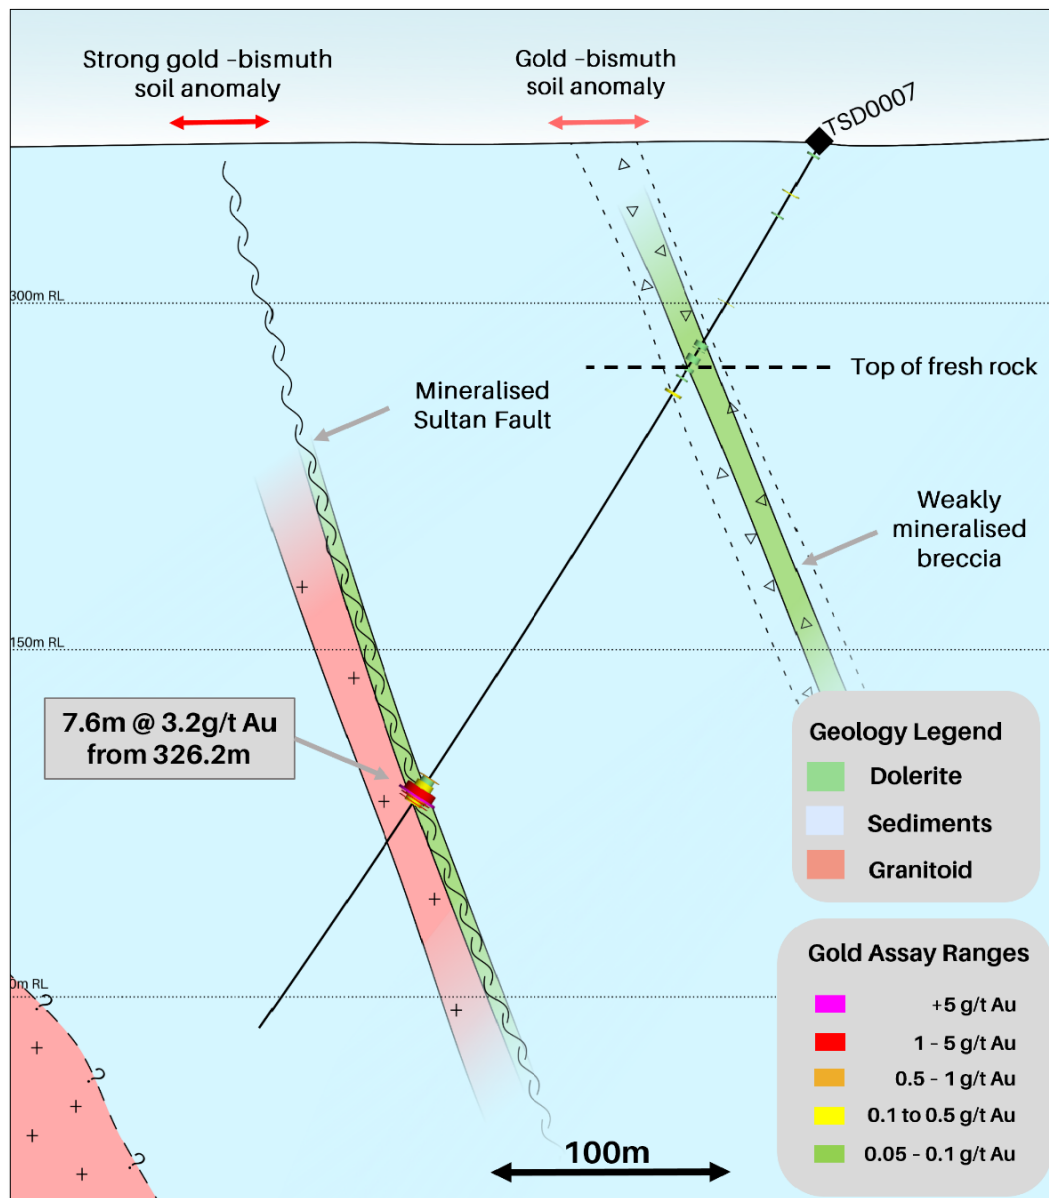 Strong gold –bismuth
soil anomaly
Gold –bismuth
soil anomaly
TSD0007
300m RL
Top of fresh rock
Mineralised
Sultan Fault
Weakly
mineralised
breccia
150m RL
7.6m @ 3.2g/t Au
from 326.2m
Geology Legend
Dolerite
Sediments
Granitoid
0m RL
Gold Assay Ranges
+5 g/t Au
1 – 5 g/t Au
0.5 – 1 g/t Au
0.1 to 0.5 g/t Au
0.05 – 0.1 g/t Au
?
?
?
100m